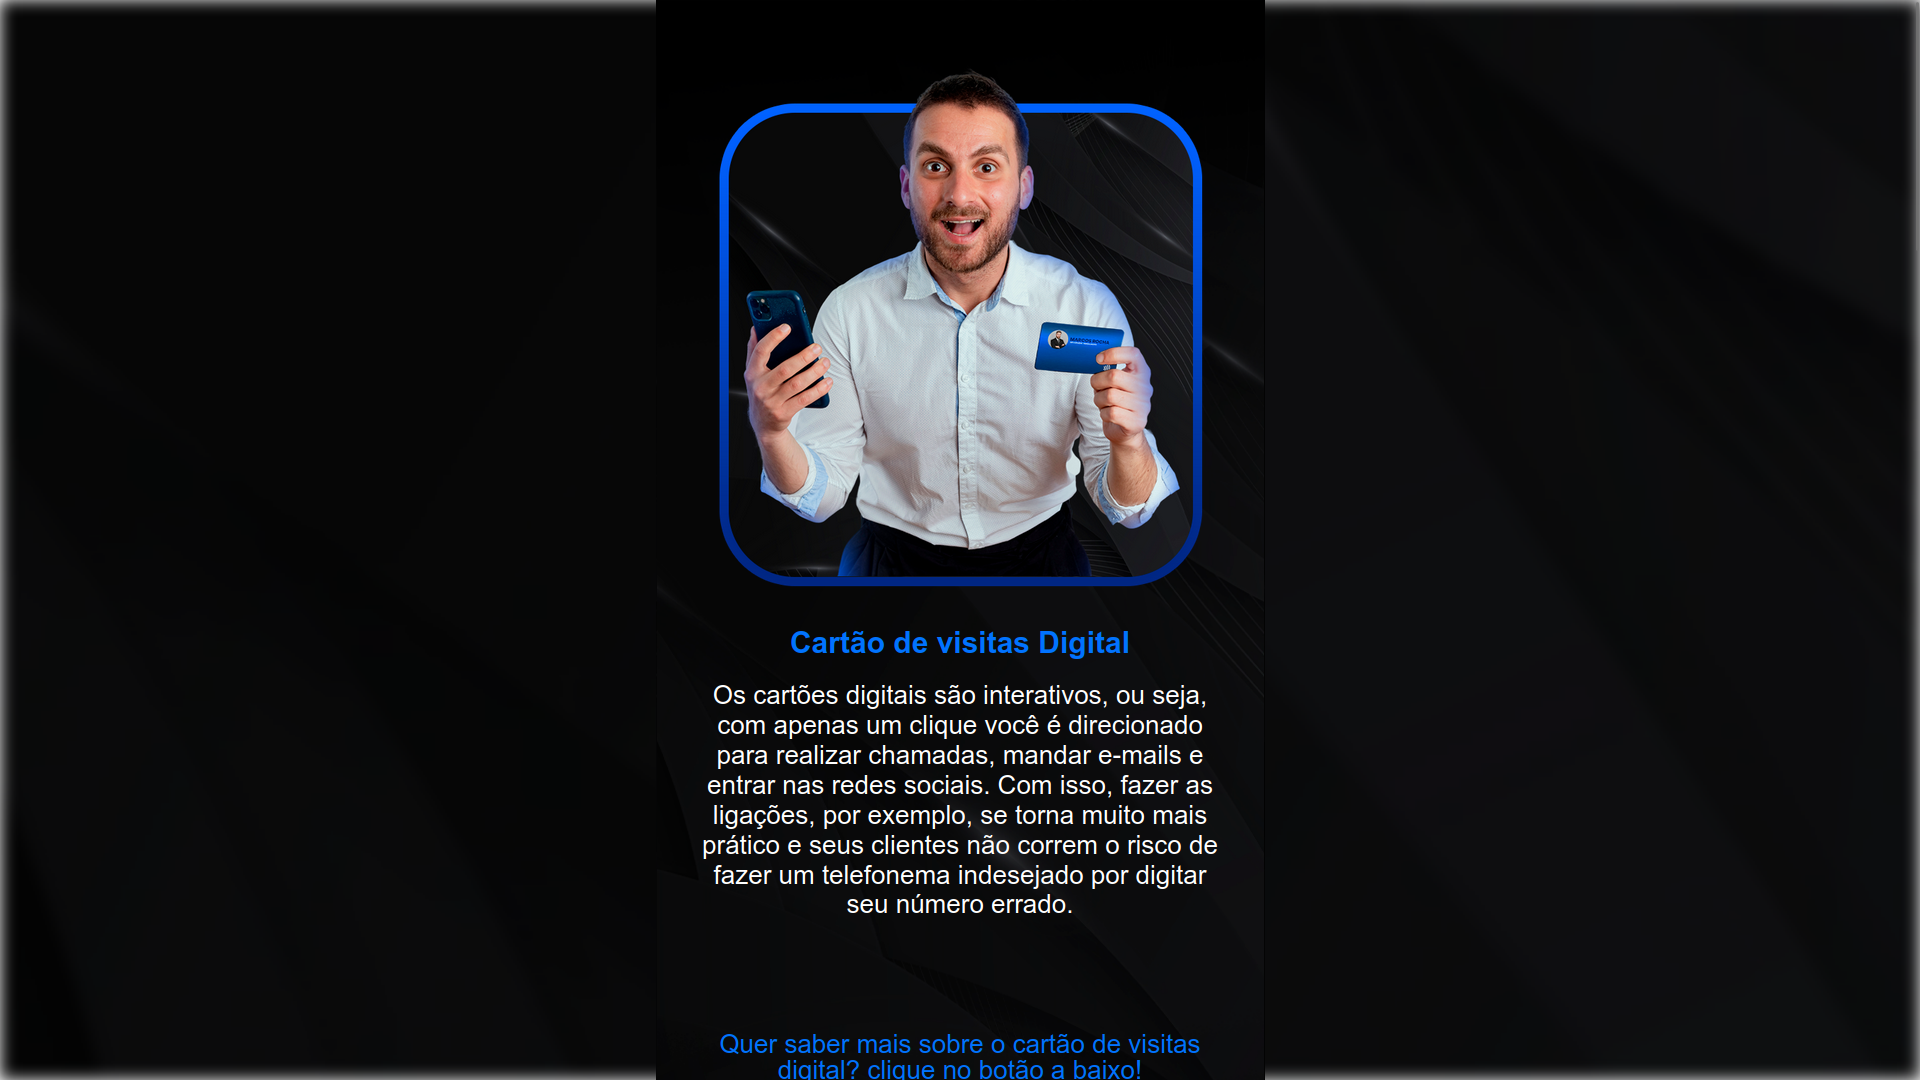 Cartão de visitas Digital
Os cartões digitais são interativos, ou seja,
com apenas um clique você é direcionado
para realizar chamadas, mandar e-mails e
entrar nas redes sociais. Com isso, fazer as
ligações, por exemplo, se torna muito mais
prático e seus clientes não correm o risco de
fazer um telefonema indesejado por digitar
seu número errado.
Quer saber mais sobre o cartão de visitas
digital? clique no botão a baixo!